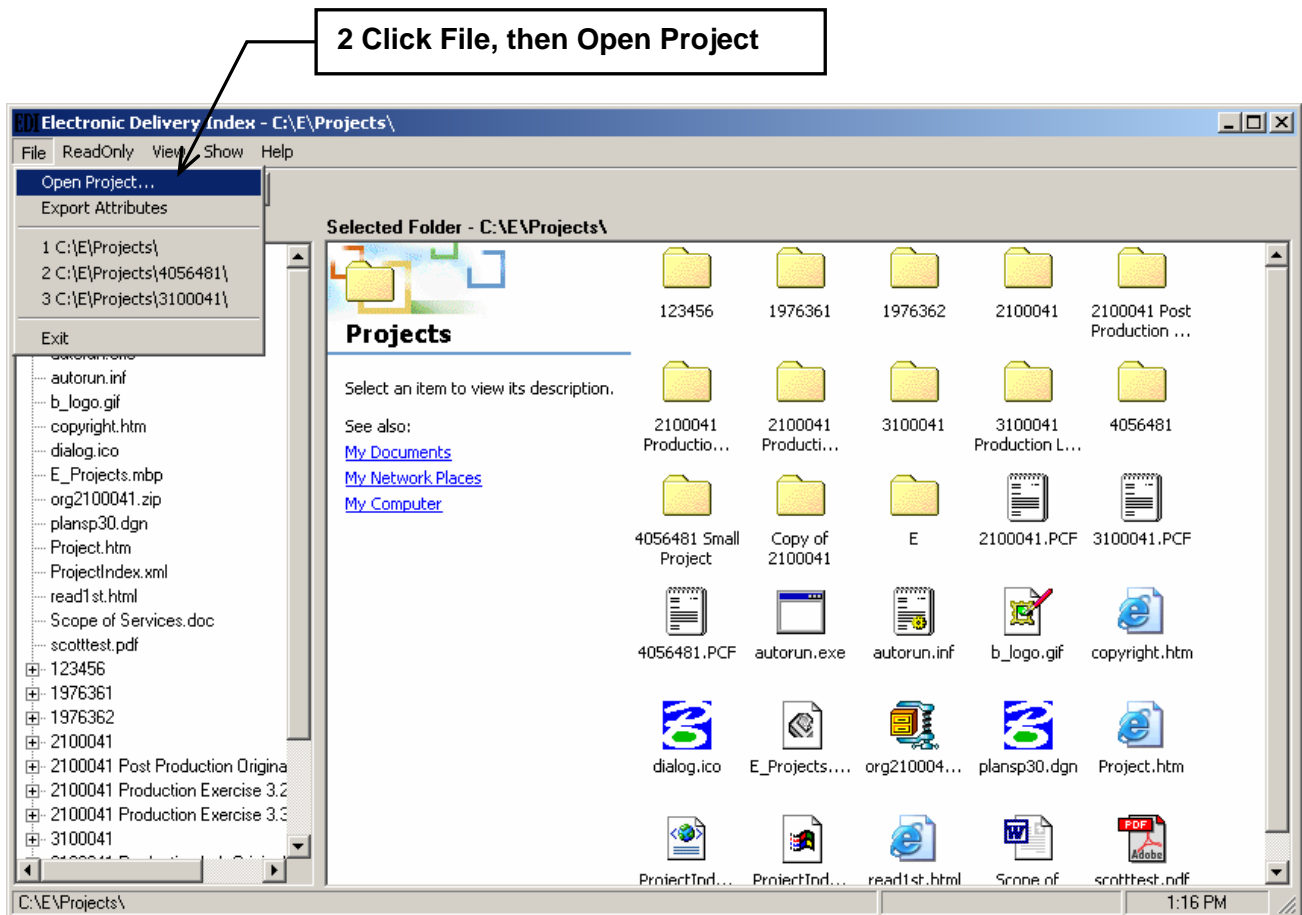 2 Click File, then Open Project
EDI Electronic Delivery Index - C:\E\Projects\
File ReadOnly View Show Help
Open Project...
Export Attributes
1 C:\E\Projects\
2 C:\E\Projects\4056481\
3 C:\E\Projects\3100041\
Exit
autorun.inf
b_logo.gif
copyright.htm
dialog.ico
E_Projects.mbp
org2100041.zip
plansp30.dgn
Project.htm
ProjectIndex.xml
read1st.html
Scope of Services.doc
scotttest.pdf
123456
1976361
1976362
2100041
2100041 Post Production Origina
2100041 Production Exercise 3.2
2100041 Production Exercise 3.3
3100041
Selected Folder - C:\E\Projects\
Projects
Select an item to view its description.
See also:
My Documents
My Network Places
My Computer
123456
1976361
1976362
2100041
2100041 Post
Production ...
2100041
Productio...
2100041
Producti...
3100041
3100041
Production L...
4056481
4056481 Small
Project
Copy of
2100041
E
2100041.PCF
3100041.PCF
4056481.PCF
autorun.exe
autorun.inf
b_logo.gif
copyright.htm
dialog.ico
E_Projects....
org210004...
plansp30.dgn
Project.htm
PDF
Adobe
ProjectInd...
ProjectInd...
read1st.html
Scope of
scotttest.pdf
C:\E\Projects\
1:16 PM